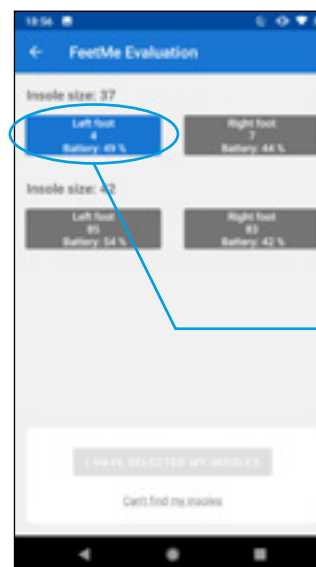 18:56
FeetMe Evaluation
Insole size: 37
Left foot
4
Battery: 49 %
Right foot
7
Battery: 44 %
Insole size: 42
Left foot
85
Battery: 54 %
Right foot
83
Battery: 42 %
I HAVE SELECTED MY INSOLES
Can't find my insoles